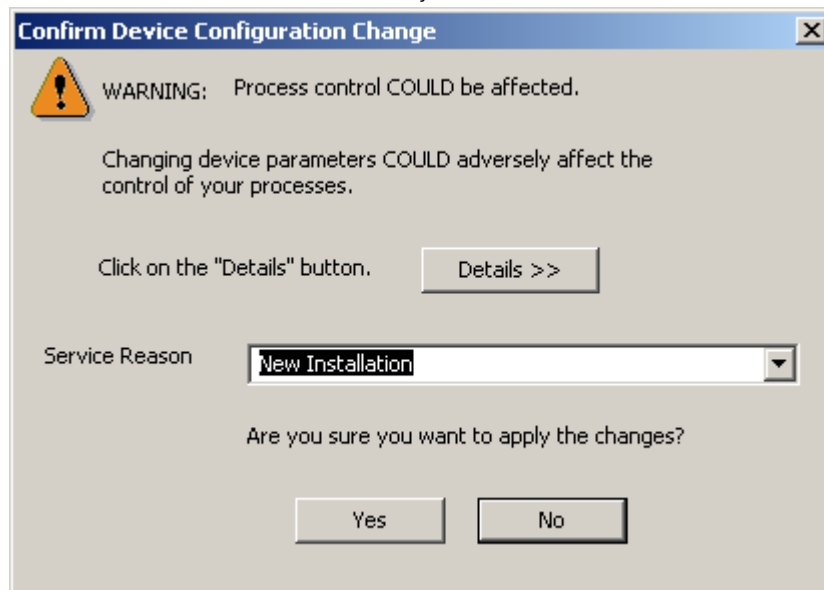 Confirm Device Configuration Change
WARNING: Process control COULD be affected.
Changing device parameters COULD adversely affect the
control of your processes.
Click on the "Details" button. Details >>
Service Reason New Installation
Are you sure you want to apply the changes?
Yes No